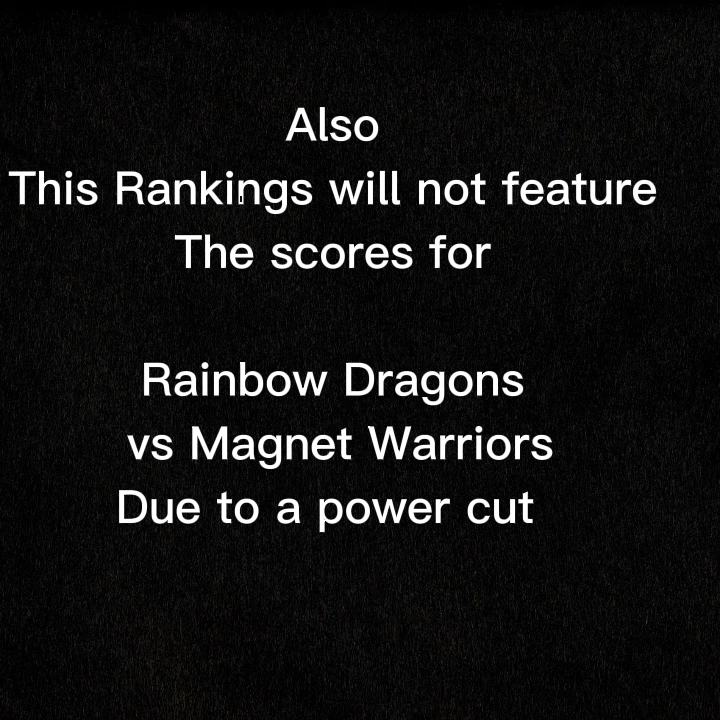 Also
This Rankings will not feature
The scores for
Rainbow Dragons
vs Magnet Warriors
Due to a power cut